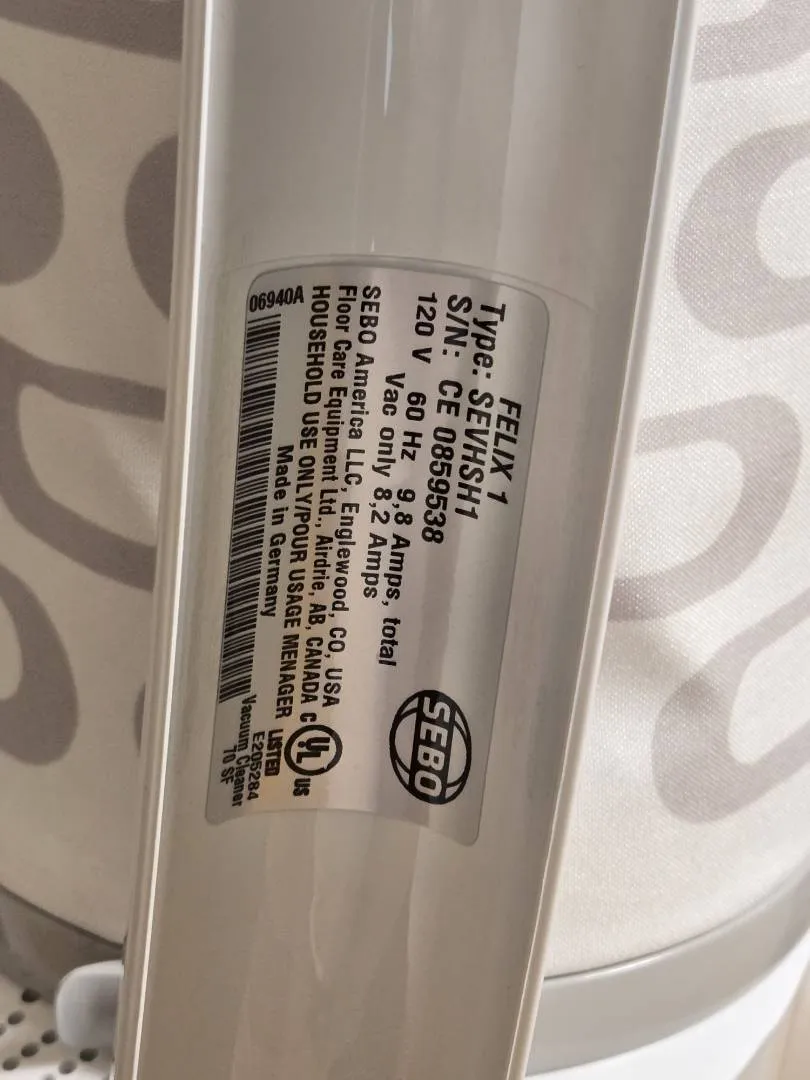 FELIX 1
Type: SEVHSH1
S/N: CE 0859538
120 V 60 Hz 9,8 Amps, total
Vac only 8,2 Amps
SEBO
SEBO America LLC, Englewood, CO, USA
Floor Care Equipment Ltd., Airdrie, AB, CANADA
HOUSEHOLD USE ONLY/POUR USAGE MENAGER
Made in Germany
C UL US
LISTED
E205284
Vacuum Cleaner
70 SF
06940A